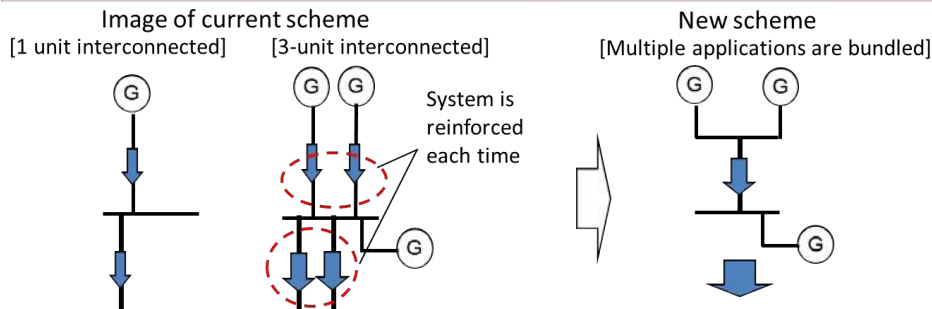 Image of current scheme
[1 unit interconnected]
[3-unit interconnected]
G
G
G
System is
reinforced
each time
G
New scheme
[Multiple applications are bundled]
G
G
G